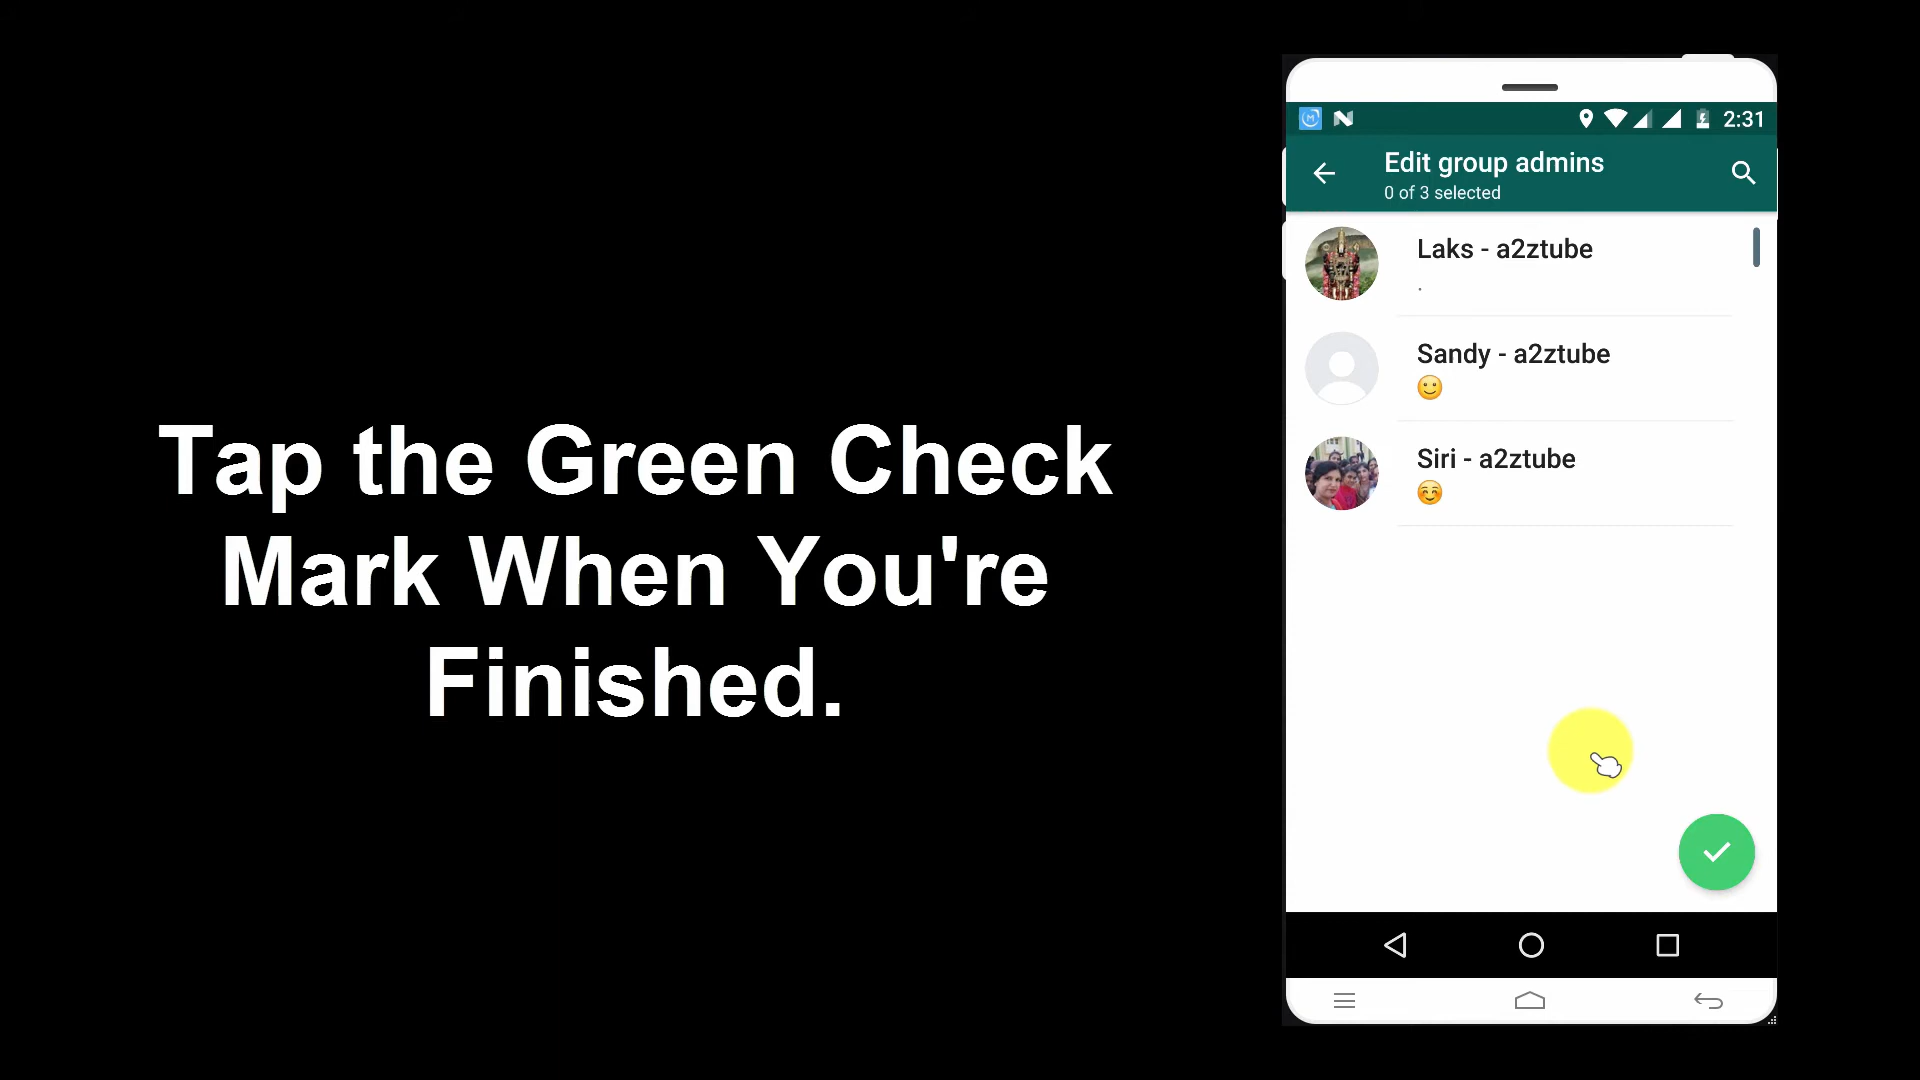 Tap the Green Check
Mark When You're
Finished.
2:31
Edit group admins
0 of 3 selected
Laks - a2ztube
.
Sandy - a2ztube
🙂
Siri - a2ztube
☺️